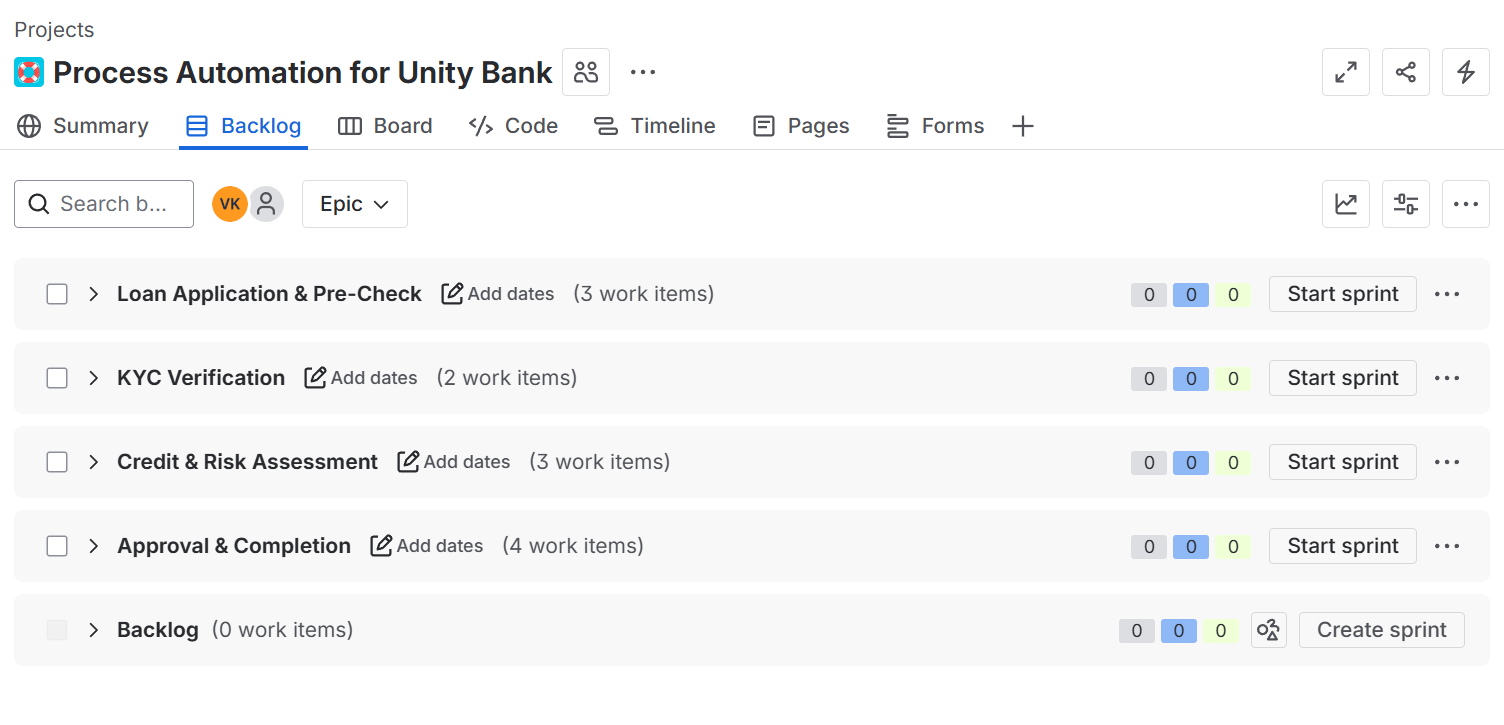 Projects
Process Automation for Unity Bank
Summary Backlog Board Code Timeline Pages Forms
Search b... VK Epic
Loan Application & Pre-Check Add dates (3 work items) 0 0 0 Start sprint
KYC Verification Add dates (2 work items) 0 0 0 Start sprint
Credit & Risk Assessment Add dates (3 work items) 0 0 0 Start sprint
Approval & Completion Add dates (4 work items) 0 0 0 Start sprint
Backlog (0 work items) 0 0 0 Create sprint